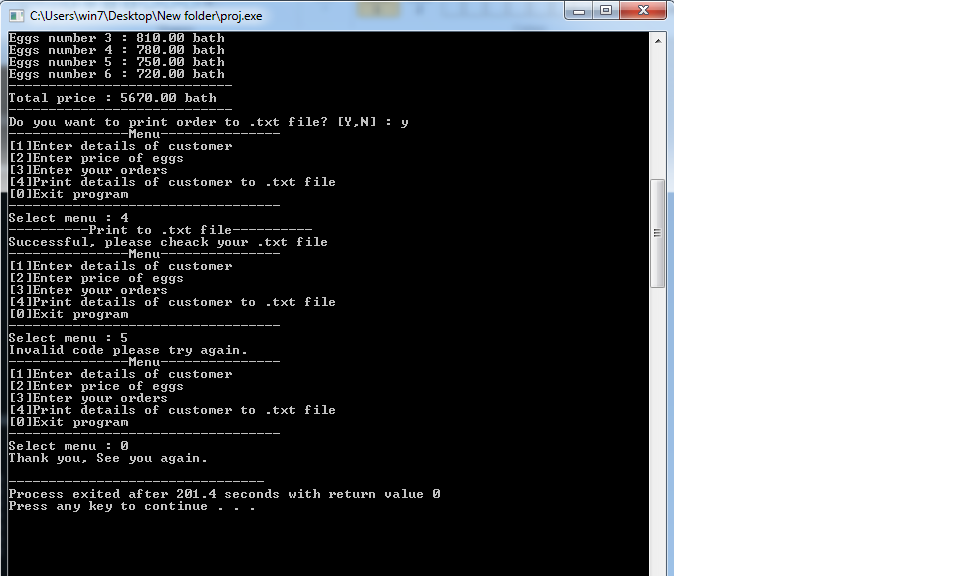 C:\Users\win7\Desktop\New folder\proj.exe
Eggs number 3 : 810.00 bath
Eggs number 4 : 780.00 bath
Eggs number 5 : 750.00 bath
Eggs number 6 : 720.00 bath
----------------------------
Total price : 5670.00 bath
----------------------------
Do you want to print order to .txt file? [Y,N] : y
---------------Menu---------------
[1]Enter details of customer
[2]Enter price of eggs
[3]Enter your orders
[4]Print details of customer to .txt file
[0]Exit program
----------------------------------
Select menu : 4
----------Print to .txt file----------
Successful, please cheack your .txt file
---------------Menu---------------
[1]Enter details of customer
[2]Enter price of eggs
[3]Enter your orders
[4]Print details of customer to .txt file
[0]Exit program
----------------------------------
Select menu : 5
Invalid code please try again.
---------------Menu---------------
[1]Enter details of customer
[2]Enter price of eggs
[3]Enter your orders
[4]Print details of customer to .txt file
[0]Exit program
----------------------------------
Select menu : 0
Thank you, See you again.
--------------------------------
Process exited after 201.4 seconds with return value 0
Press any key to continue . . .